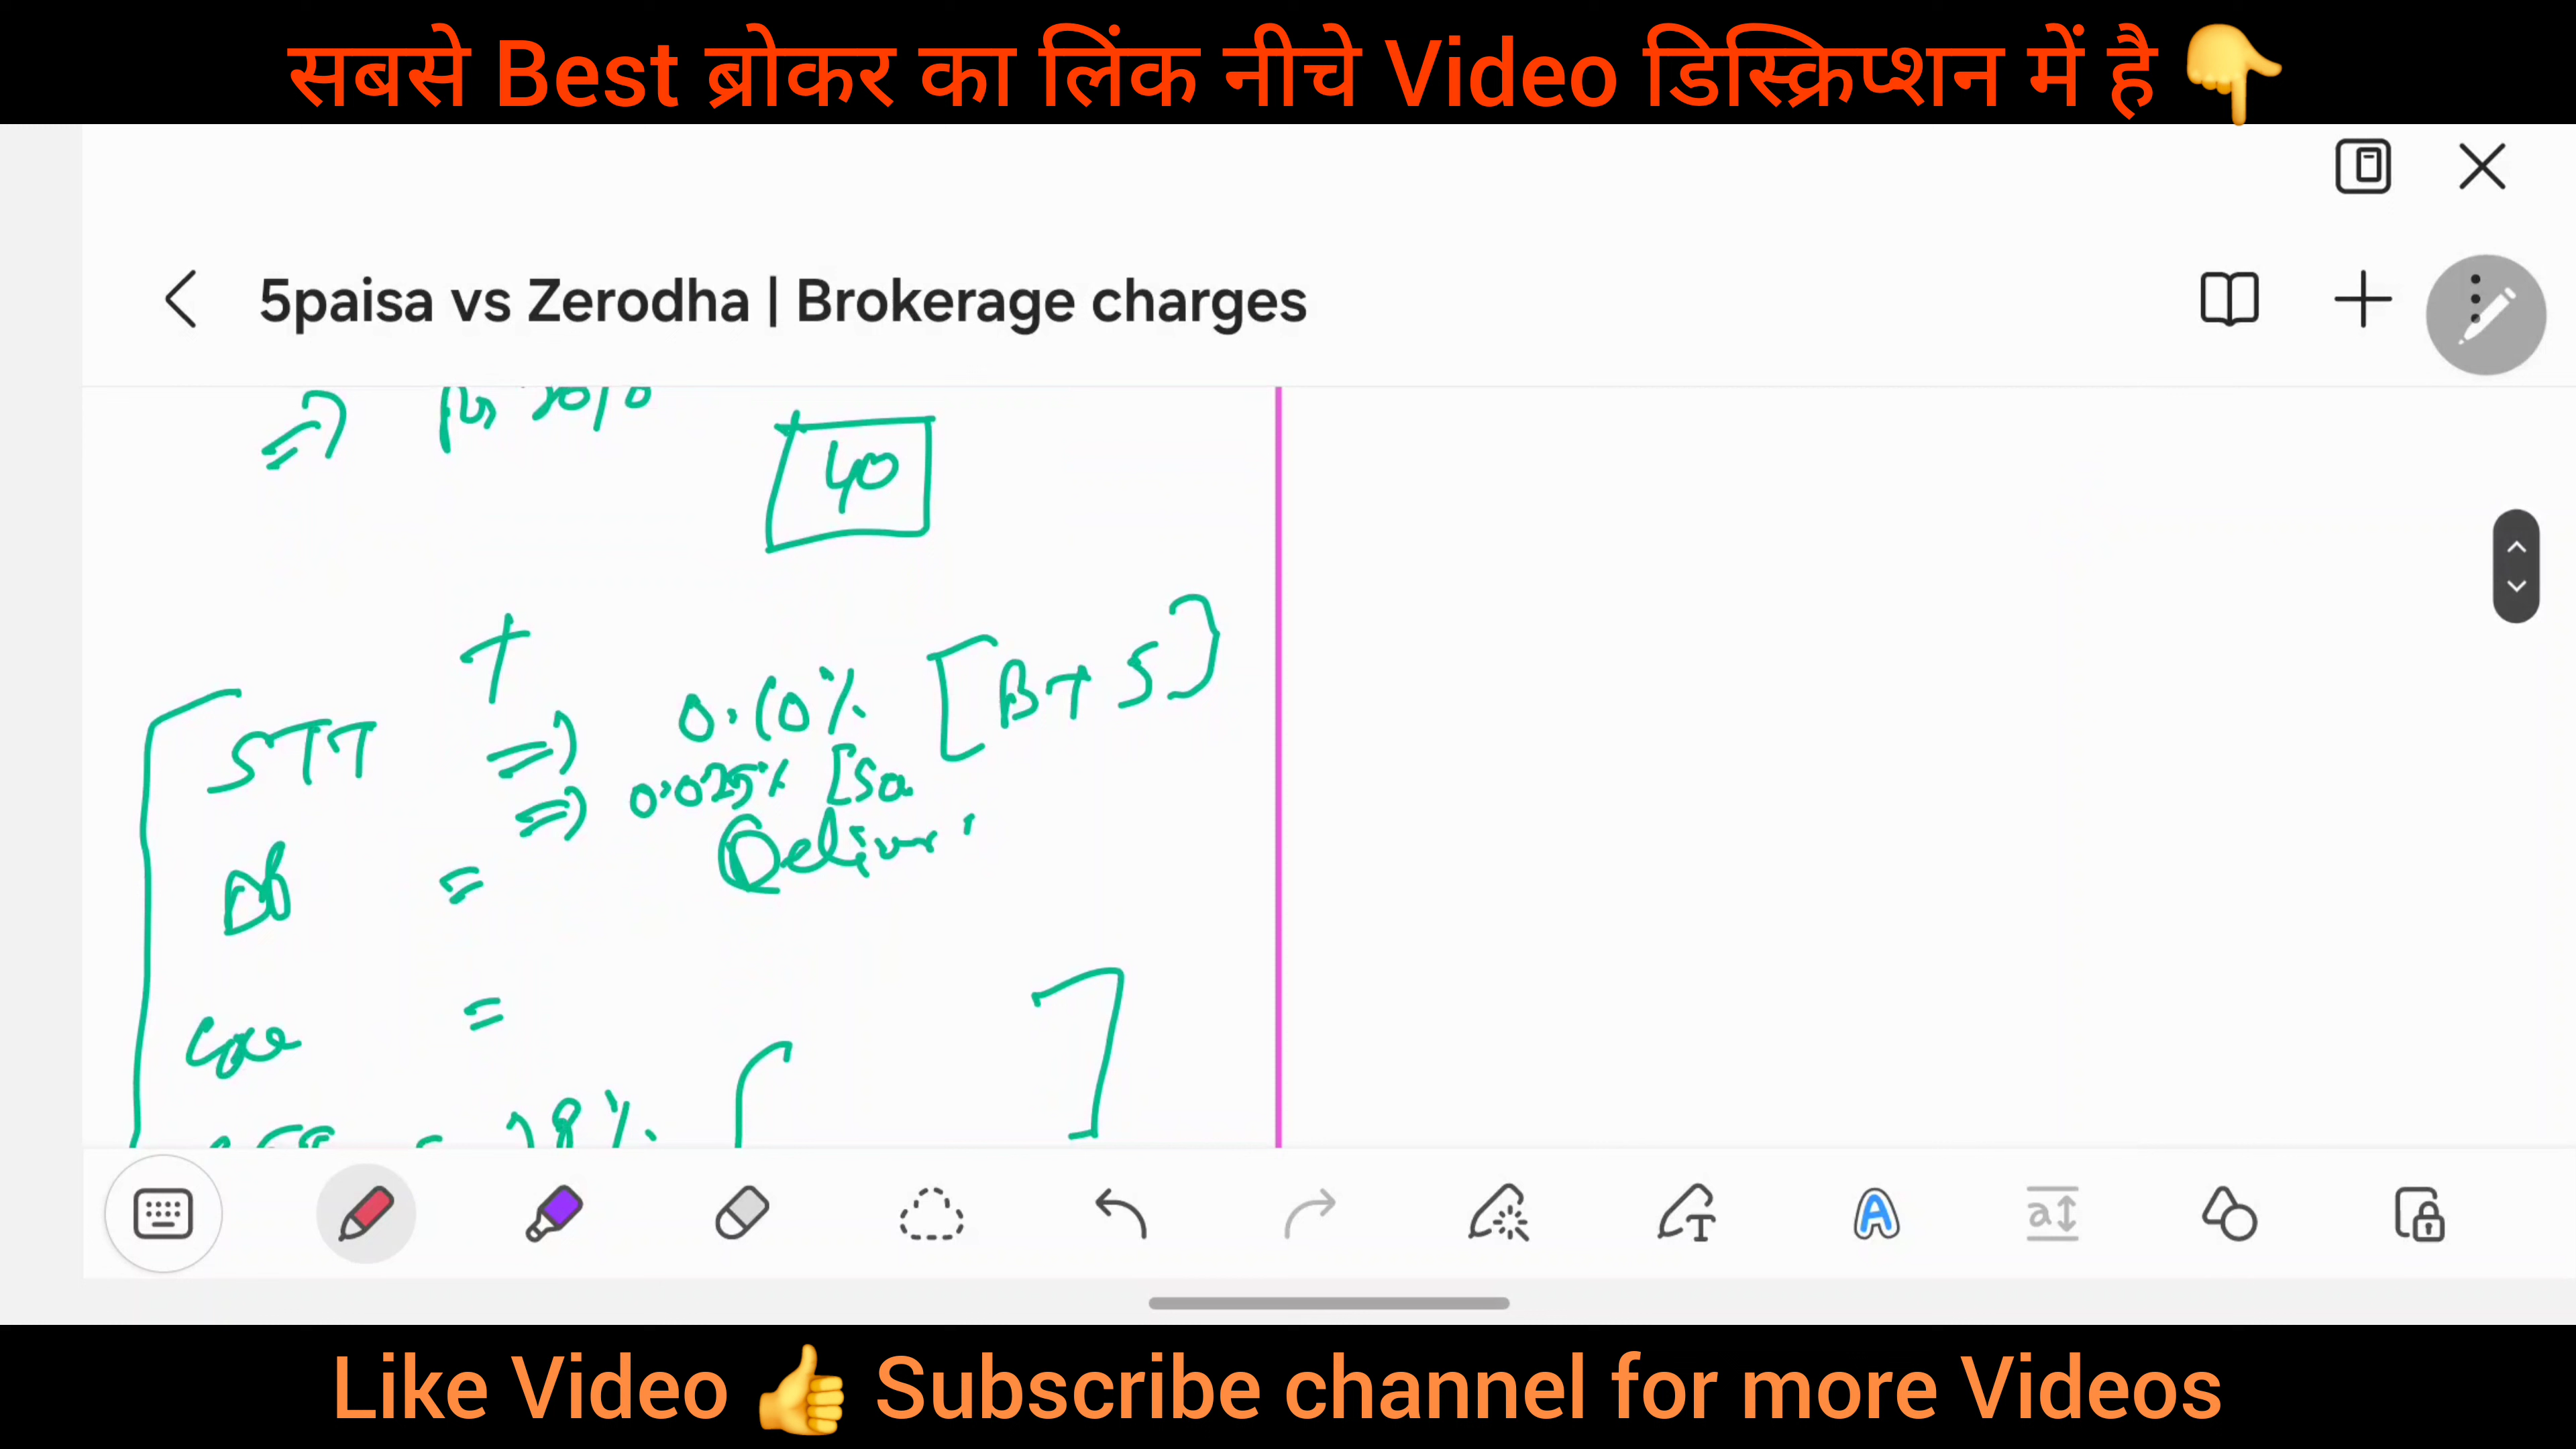 सबसे Best ब्रोकर का लिंक नीचे Video डिस्क्रिप्शन में है 👇
5paisa vs Zerodha | Brokerage charges
40
+
STT => 0.10% [B+S]
=> 0.025% [Sa
=
=
18% [ ]
T
A
a
Like Video 👍 Subscribe channel for more Videos